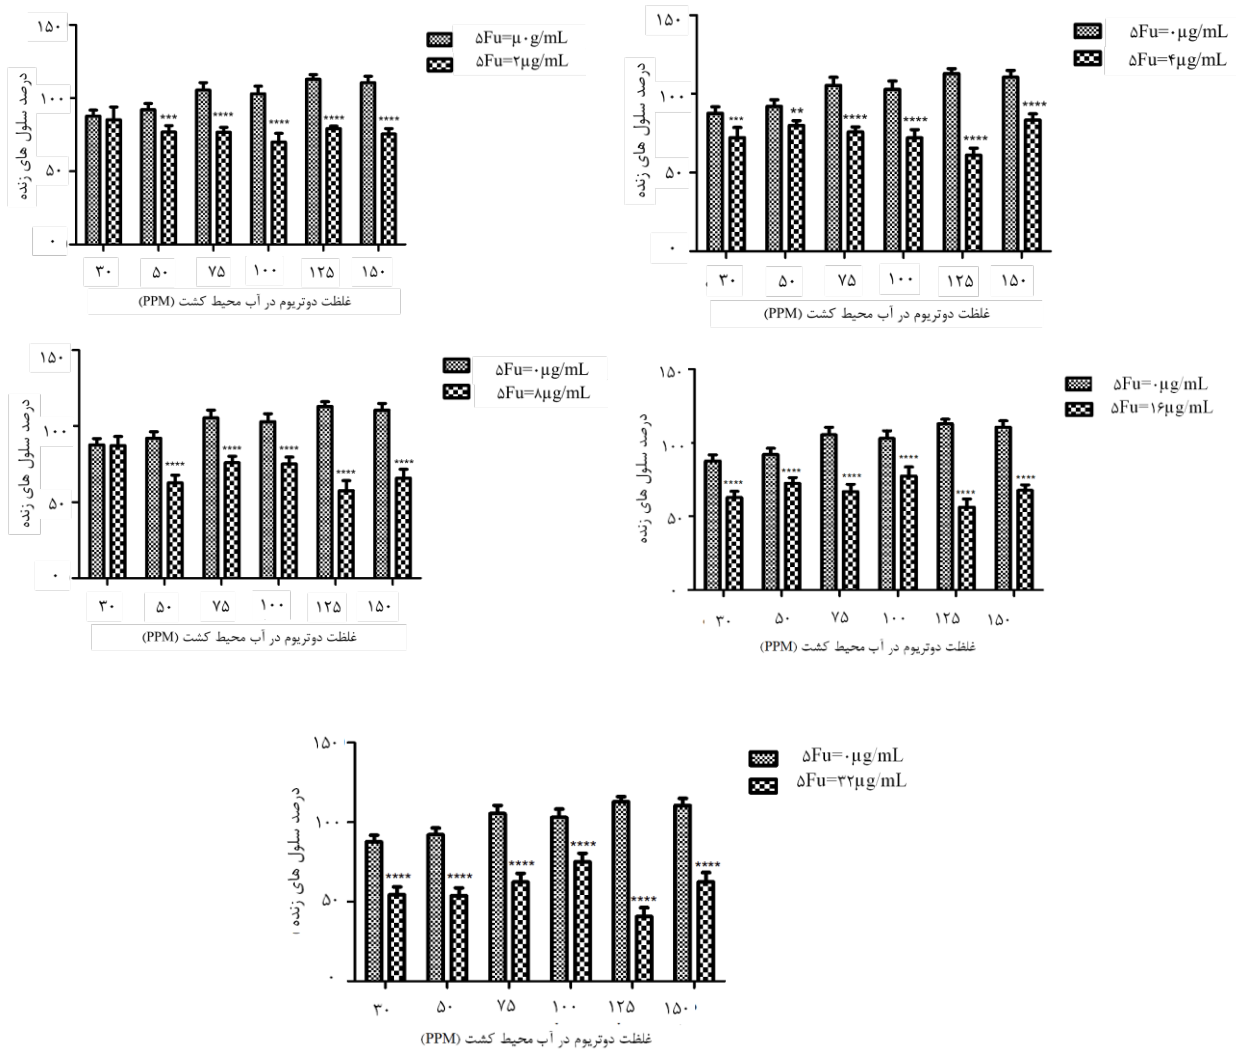 ۱۵۰
۱۰۰
۵۰
۰
درصد سلول های زنده
۵Fu=µ۰g/mL
۵Fu=۲µg/mL
*** **** **** **** ****
۳۰ ۵۰ ۷۵ ۱۰۰ ۱۲۵ ۱۵۰
غلظت دوتریوم در آب محیط کشت (PPM)
۱۵۰
۱۰۰
۵۰
۰
درصد سلول های زنده
۵Fu=۰µg/mL
۵Fu=۴µg/mL
*** ** **** **** **** ****
۳۰ ۵۰ ۷۵ ۱۰۰ ۱۲۵ ۱۵۰
غلظت دوتریوم در آب محیط کشت (PPM)
۱۵۰
۱۰۰
۵۰
۰
درصد سلول های زنده
۵Fu=۰µg/mL
۵Fu=۸µg/mL
**** **** **** **** ****
۳۰ ۵۰ ۷۵ ۱۰۰ ۱۲۵ ۱۵۰
غلظت دوتریوم در آب محیط کشت (PPM)
۱۵۰
۱۰۰
۵۰
۰
درصد سلول های زنده
۵Fu=۰µg/mL
۵Fu=۱۶µg/mL
**** **** **** **** **** ****
۳۰ ۵۰ ۷۵ ۱۰۰ ۱۲۵ ۱۵۰
غلظت دوتریوم در آب محیط کشت (PPM)
۱۵۰
۱۰۰
۵۰
۰
درصد سلول های زنده
۵Fu=۰µg/mL
۵Fu=۳۲µg/mL
**** **** **** **** **** ****
۳۰ ۵۰ ۷۵ ۱۰۰ ۱۲۵ ۱۵۰
غلظت دوتریوم در آب محیط کشت (PPM)